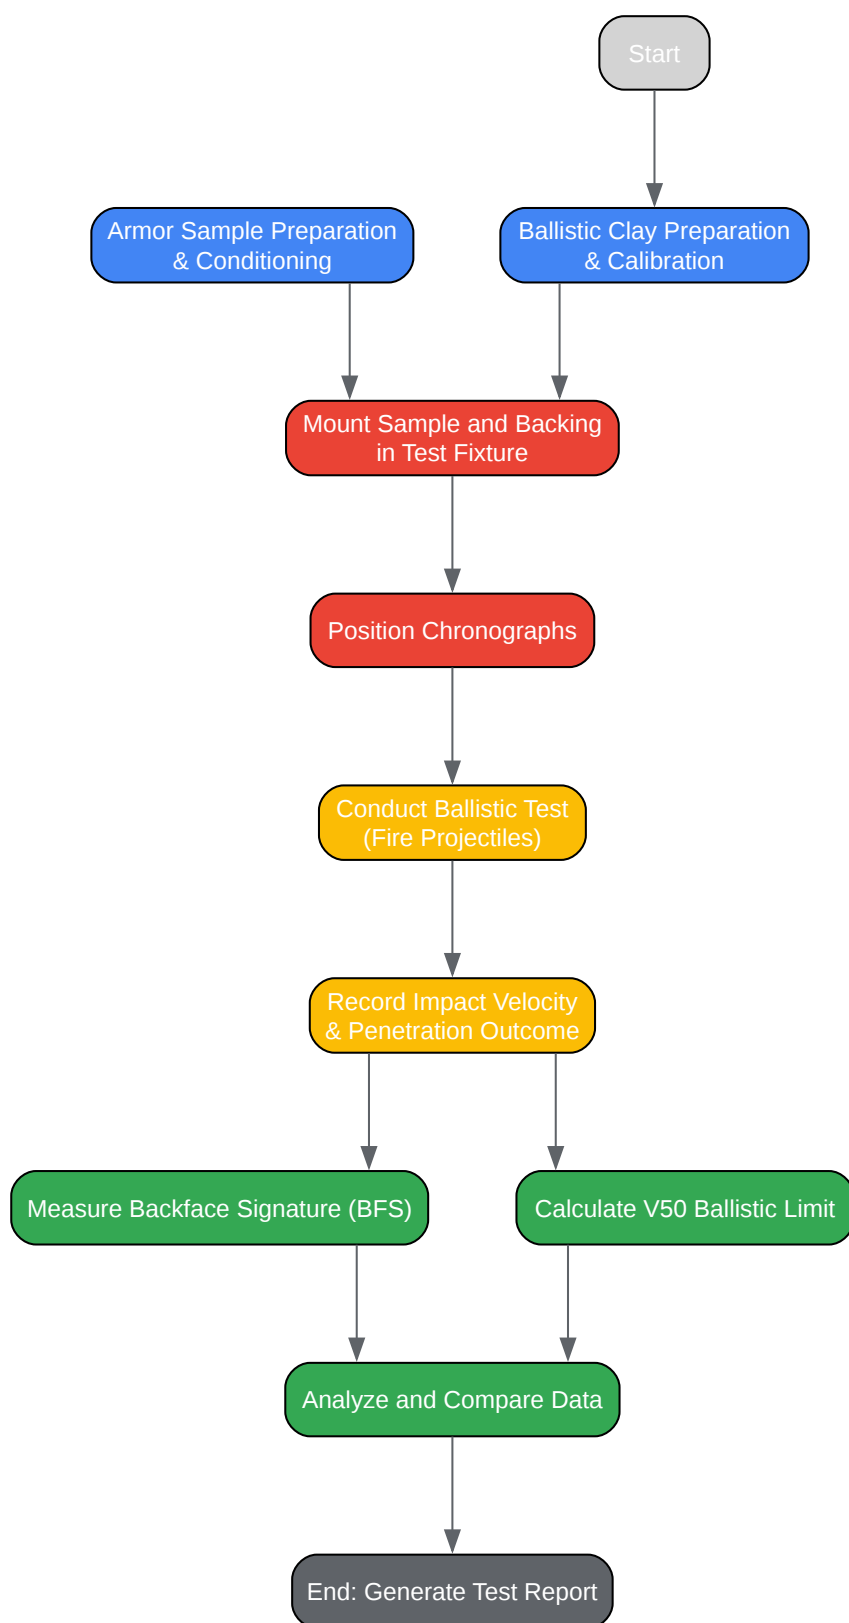 Start
Armor Sample Preparation
& Conditioning
Ballistic Clay Preparation
& Calibration
Mount Sample and Backing
in Test Fixture
Position Chronographs
Conduct Ballistic Test
(Fire Projectiles)
Record Impact Velocity
& Penetration Outcome
Measure Backface Signature (BFS)
Calculate V50 Ballistic Limit
Analyze and Compare Data
End: Generate Test Report